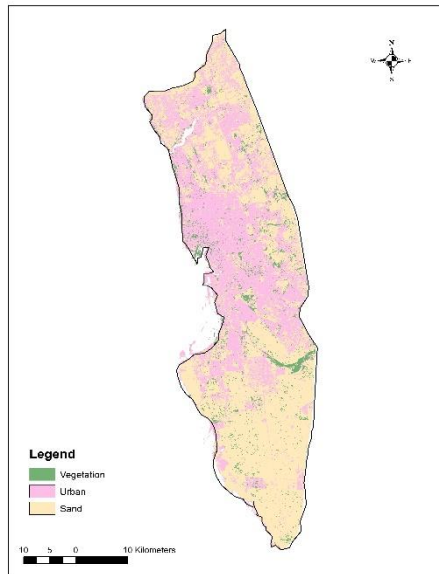 N
W E
S
Legend
Vegetation
Urban
Sand
10 5 0 10 Kilometers